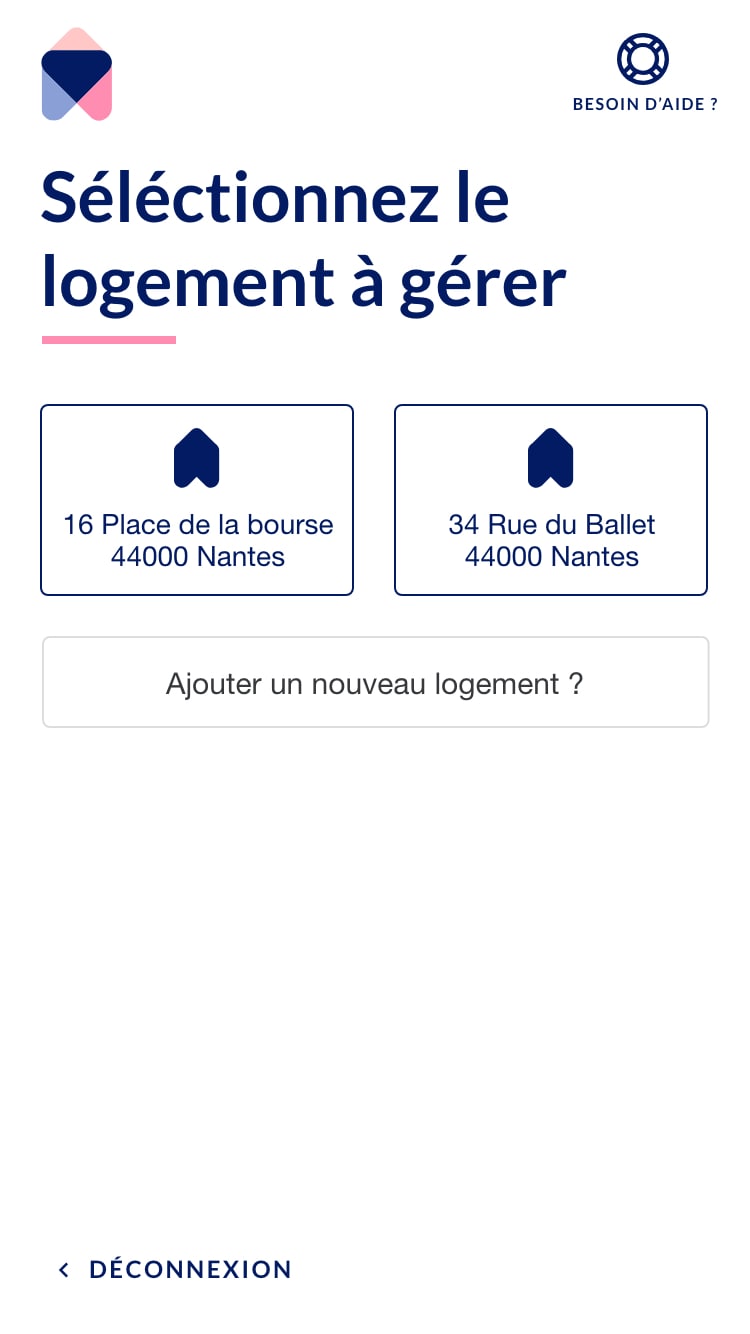 BESOIN D’AIDE ?
Séléctionnez le
logement à gérer
16 Place de la bourse
44000 Nantes
34 Rue du Ballet
44000 Nantes
Ajouter un nouveau logement ?
DÉCONNEXION